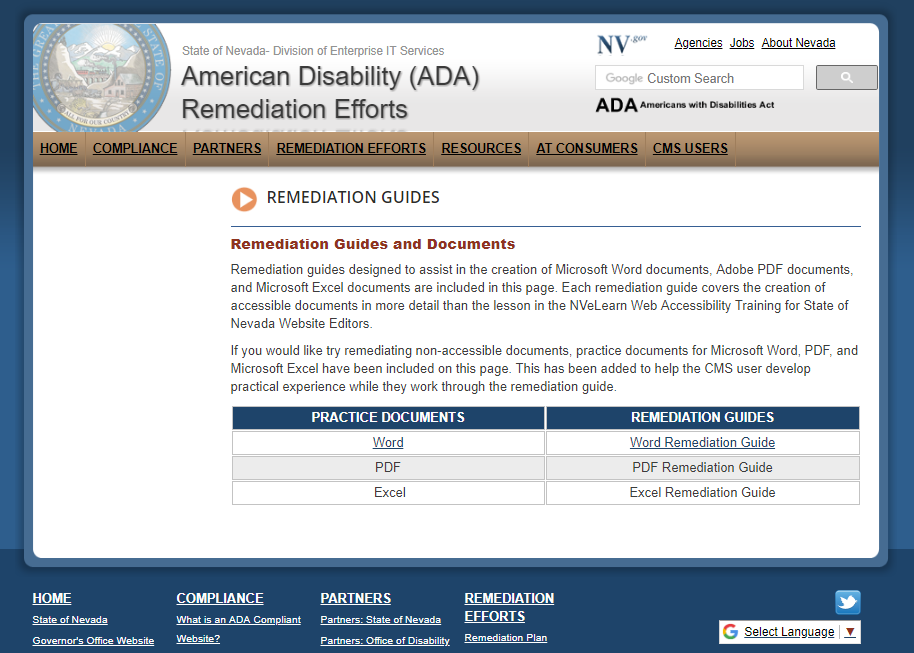 State of Nevada- Division of Enterprise IT Services
American Disability (ADA)
Remediation Efforts
NV.gov
Agencies Jobs About Nevada
Google Custom Search
ADA Americans with Disabilities Act
ALL FOR OUR COUNTRY
NEVADA
HOME COMPLIANCE PARTNERS REMEDIATION EFFORTS RESOURCES AT CONSUMERS CMS USERS
REMEDIATION GUIDES
Remediation Guides and Documents
Remediation guides designed to assist in the creation of Microsoft Word documents, Adobe PDF documents,
and Microsoft Excel documents are included in this page. Each remediation guide covers the creation of
accessible documents in more detail than the lesson in the NVeLearn Web Accessibility Training for State of
Nevada Website Editors.
If you would like try remediating non-accessible documents, practice documents for Microsoft Word, PDF, and
Microsoft Excel have been included on this page. This has been added to help the CMS user develop
practical experience while they work through the remediation guide.
PRACTICE DOCUMENTS REMEDIATION GUIDES
Word Word Remediation Guide
PDF PDF Remediation Guide
Excel Excel Remediation Guide
HOME
State of Nevada
Governor's Office Website
COMPLIANCE
What is an ADA Compliant
Website?
PARTNERS
Partners: State of Nevada
Partners: Office of Disability
REMEDIATION
EFFORTS
Remediation Plan
Select Language